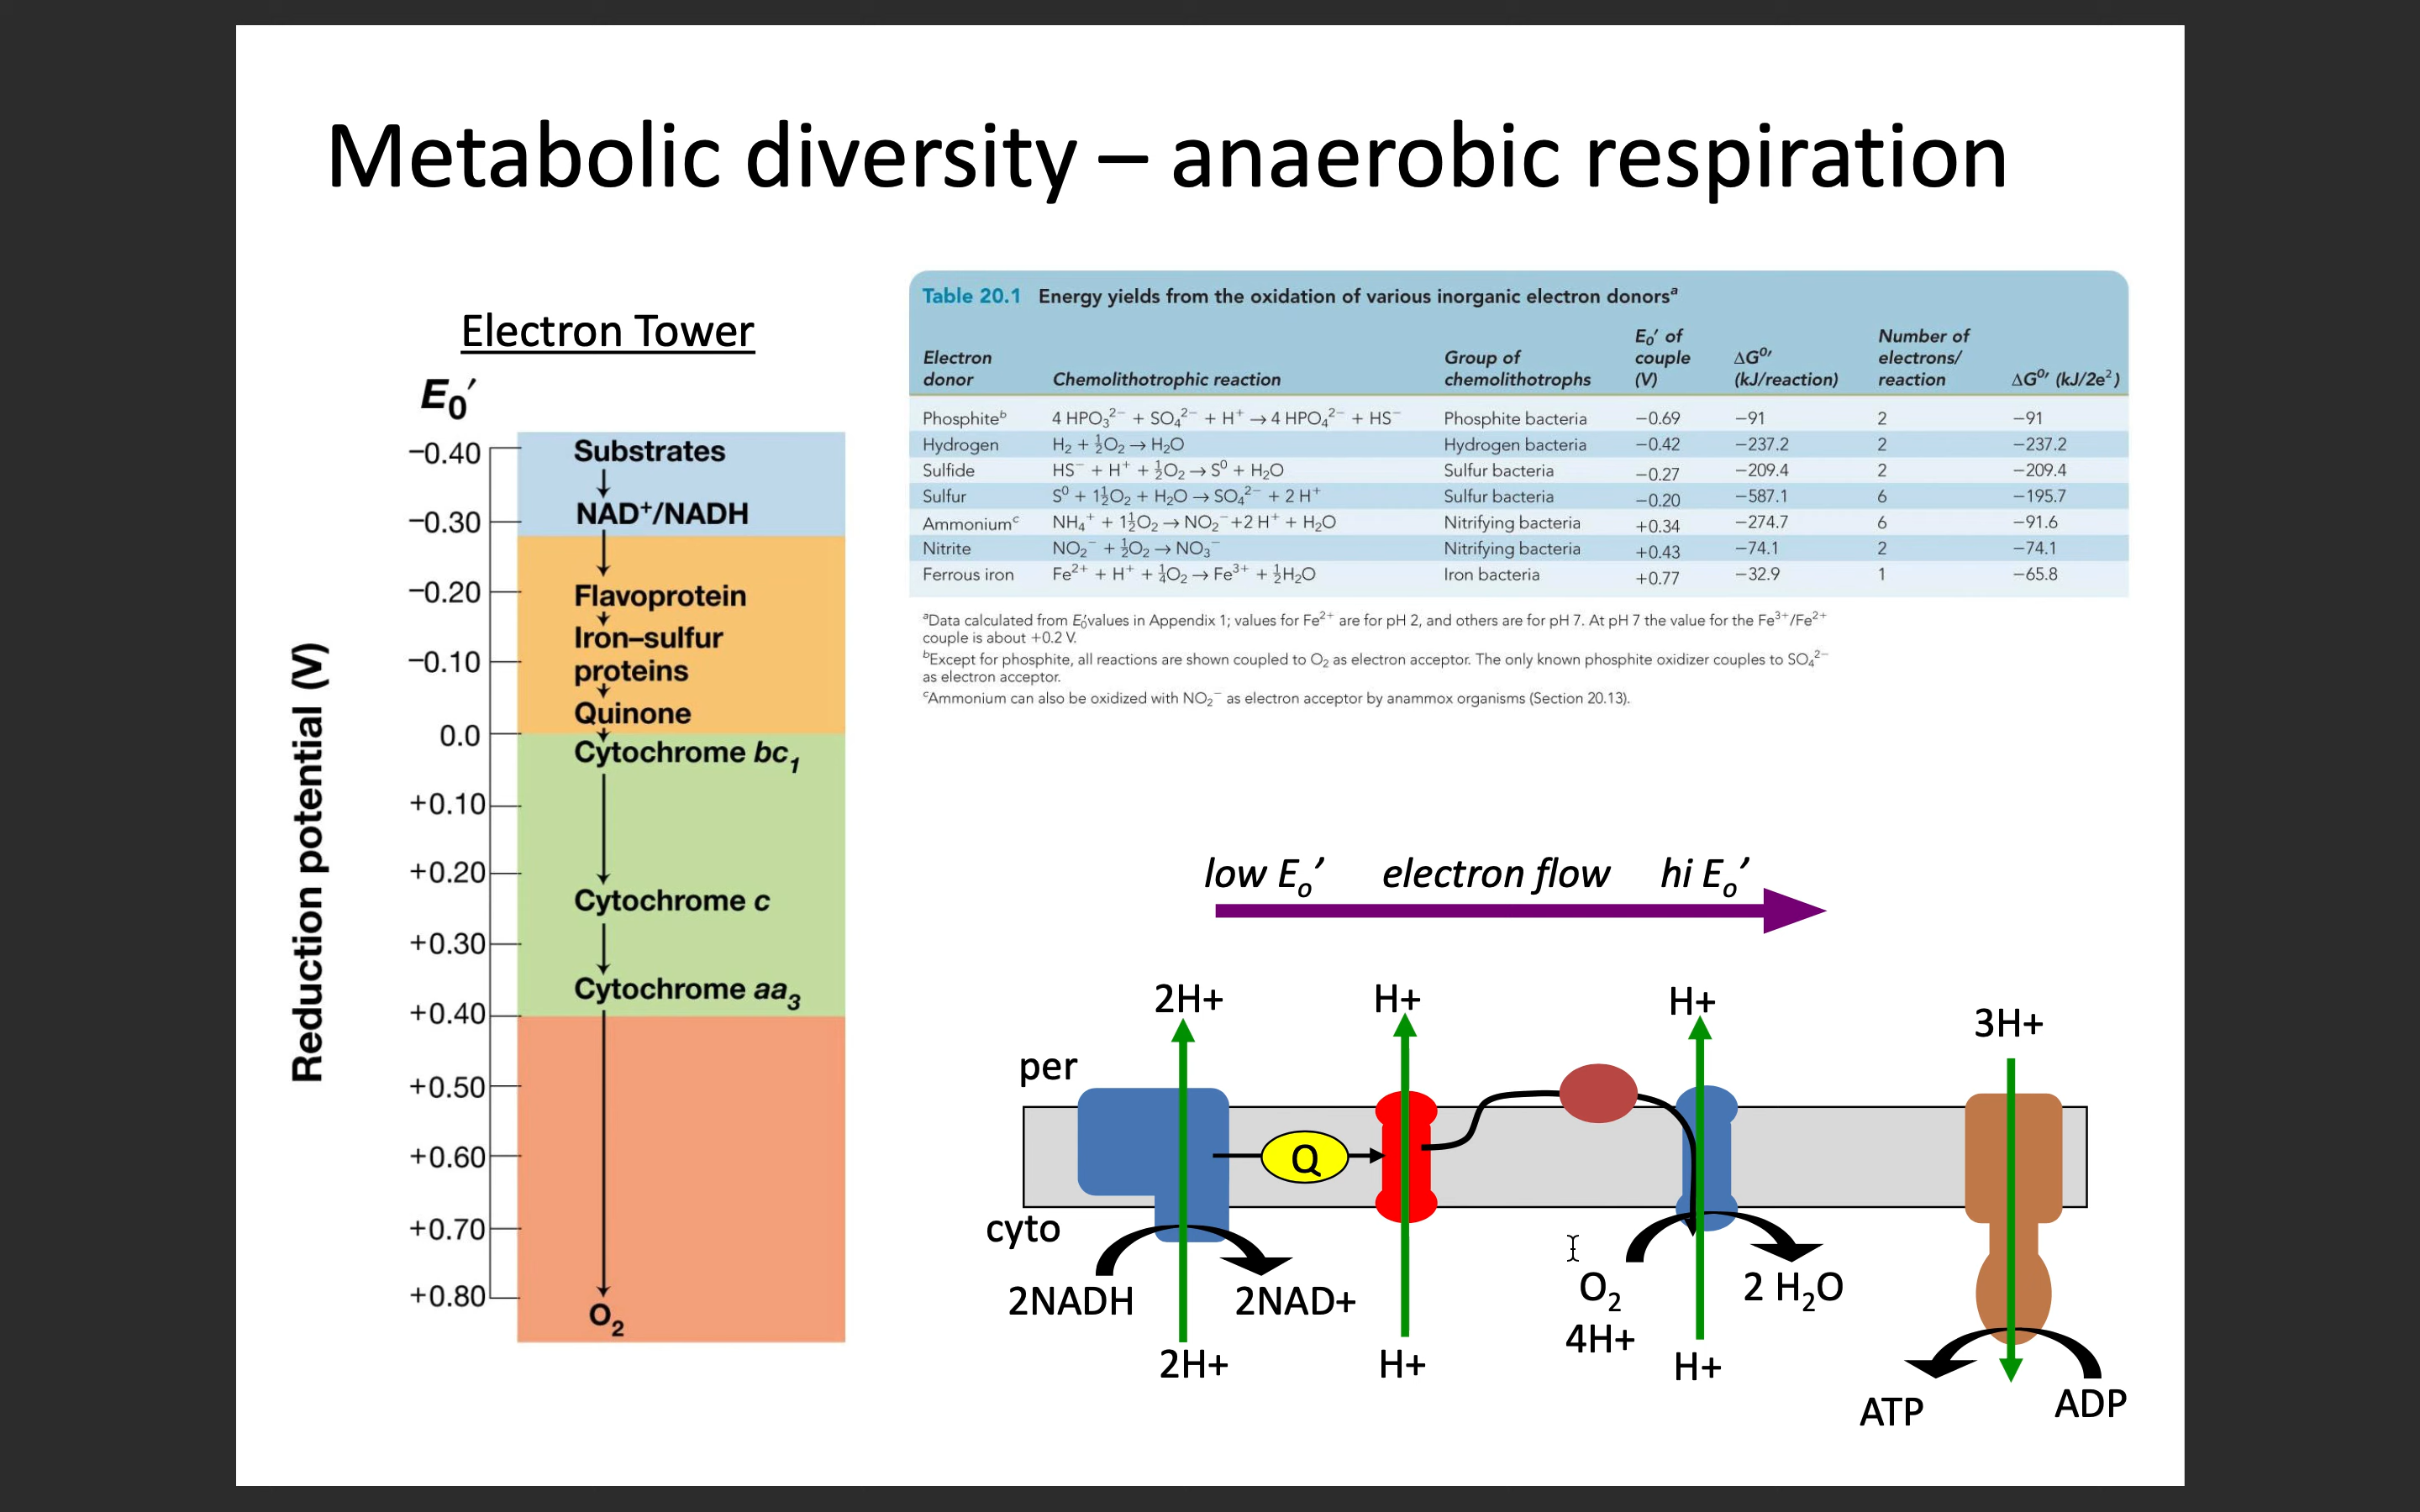 Metabolic diversity – anaerobic respiration
Electron Tower
E₀′
Reduction potential (V)
−0.40
−0.30
−0.20
−0.10
0.0
+0.10
+0.20
+0.30
+0.40
+0.50
+0.60
+0.70
+0.80
Substrates
NAD⁺/NADH
Flavoprotein
Iron–sulfur
proteins
Quinone
Cytochrome bc₁
Cytochrome c
Cytochrome aa₃
O₂
Table 20.1 Energy yields from the oxidation of various inorganic electron donorsᵃ
Electron donor | Chemolithotrophic reaction | Group of chemolithotrophs | E₀′ of couple (V) | ΔG⁰′ (kJ/reaction) | Number of electrons/ reaction | ΔG⁰′ (kJ/2e²)
Phosphiteᵇ 4 HPO₃²⁻ + SO₄²⁻ + H⁺ → 4 HPO₄²⁻ + HS⁻ Phosphite bacteria −0.69 −91 2 −91
Hydrogen H₂ + ½O₂ → H₂O Hydrogen bacteria −0.42 −237.2 2 −237.2
Sulfide HS⁻ + H⁺ + ½O₂ → S⁰ + H₂O Sulfur bacteria −0.27 −209.4 2 −209.4
Sulfur S⁰ + 1½O₂ + H₂O → SO₄²⁻ + 2 H⁺ Sulfur bacteria −0.20 −587.1 6 −195.7
Ammoniumᶜ NH₄⁺ + 1½O₂ → NO₂⁻ +2 H⁺ + H₂O Nitrifying bacteria +0.34 −274.7 6 −91.6
Nitrite NO₂⁻ + ½O₂ → NO₃⁻ Nitrifying bacteria +0.43 −74.1 2 −74.1
Ferrous iron Fe²⁺ + H⁺ + ¼O₂ → Fe³⁺ + ½H₂O Iron bacteria +0.77 −32.9 1 −65.8
ᵃData calculated from E₀′values in Appendix 1; values for Fe²⁺ are for pH 2, and others are for pH 7. At pH 7 the value for the Fe³⁺/Fe²⁺
couple is about +0.2 V.
ᵇExcept for phosphite, all reactions are shown coupled to O₂ as electron acceptor. The only known phosphite oxidizer couples to SO₄²⁻
as electron acceptor.
ᶜAmmonium can also be oxidized with NO₂⁻ as electron acceptor by anammox organisms (Section 20.13).
low Eₒ’ electron flow hi Eₒ’
2H+ H+ H+ 3H+
per
Q
cyto
2NADH 2NAD+ O₂ 2 H₂O
4H+
2H+ H+ H+
ATP ADP